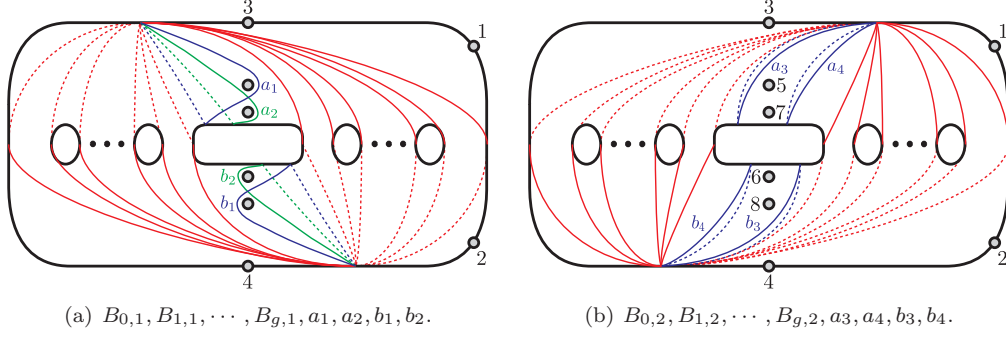 3
1
a₁
a₂
b₂
b₁
4
2
(a) B₀,₁, B₁,₁, ⋯ , B_g,₁, a₁, a₂, b₁, b₂.
3
1
a₃
a₄
5
7
6
8
b₄
b₃
4
2
(b) B₀,₂, B₁,₂, ⋯ , B_g,₂, a₃, a₄, b₃, b₄.